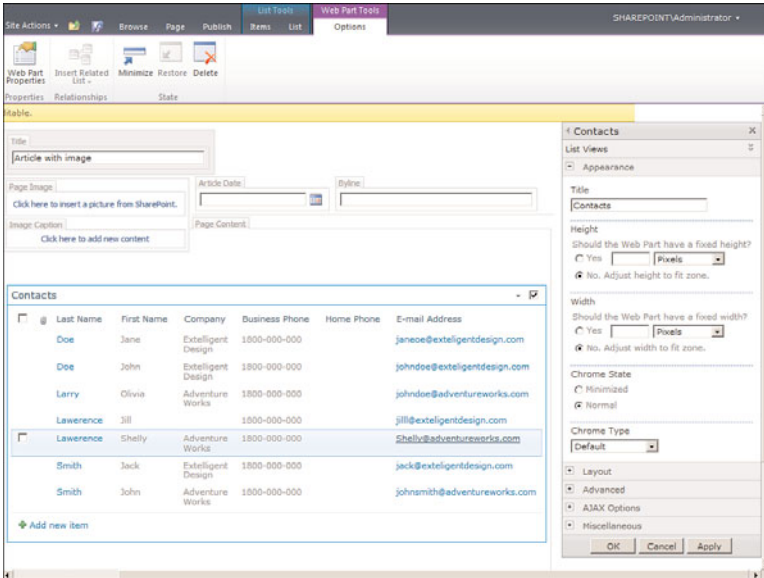 List Tools Web Part Tools
Site Actions Browse Page Publish Items List Options SHAREPOINT\Administrator
Web Part Properties
Insert Related List
Minimize Restore Delete
Properties Relationships State
itable.
Title
Article with image
Page Image
Click here to insert a picture from SharePoint.
Article Date
Byline
Image Caption
Click here to add new content
Page Content
Contacts
Last Name First Name Company Business Phone Home Phone E-mail Address
Doe Jane Extelligent Design 1800-000-000 janeoe@exteligentdesign.com
Doe John Extelligent Design 1800-000-000 johndoe@exteligentdesign.com
Larry Olivia Adventure Works 1800-000-000 johndoe@adventureworks.com
Lawerence Jill 1800-000-000 jilll@exteligentdesign.com
Lawerence Shelly Adventure Works 1800-000-000 Shelly@adventureworks.com
Smith Jack Extelligent Design 1800-000-000 jack@exteligentdesign.com
Smith John Adventure Works 1800-000-000 johnsmith@adventureworks.com
Add new item
Contacts
List Views
Appearance
Title
Contacts
Height
Should the Web Part have a fixed height?
Yes Pixels
No. Adjust height to fit zone.
Width
Should the Web Part have a fixed width?
Yes Pixels
No. Adjust width to fit zone.
Chrome State
Minimized
Normal
Chrome Type
Default
Layout
Advanced
AJAX Options
Miscellaneous
OK Cancel Apply